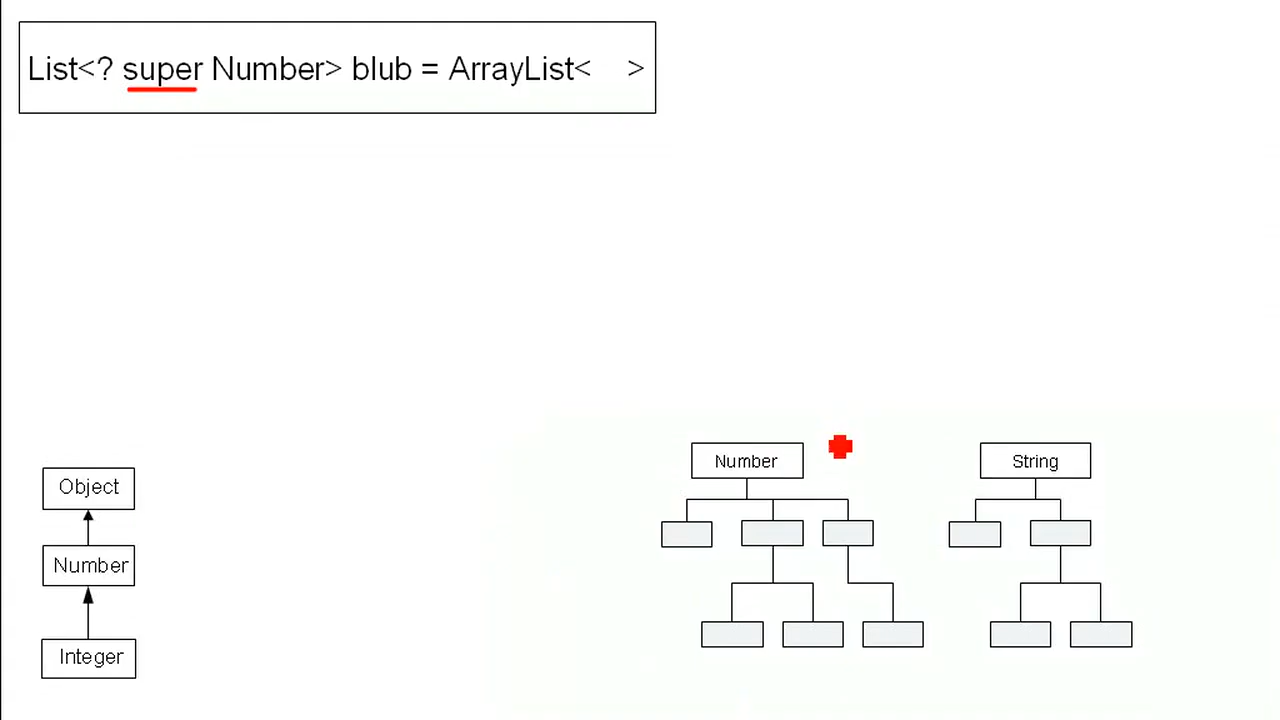 List<? super Number> blub = ArrayList<    >
Number
String
Object
Number
Integer